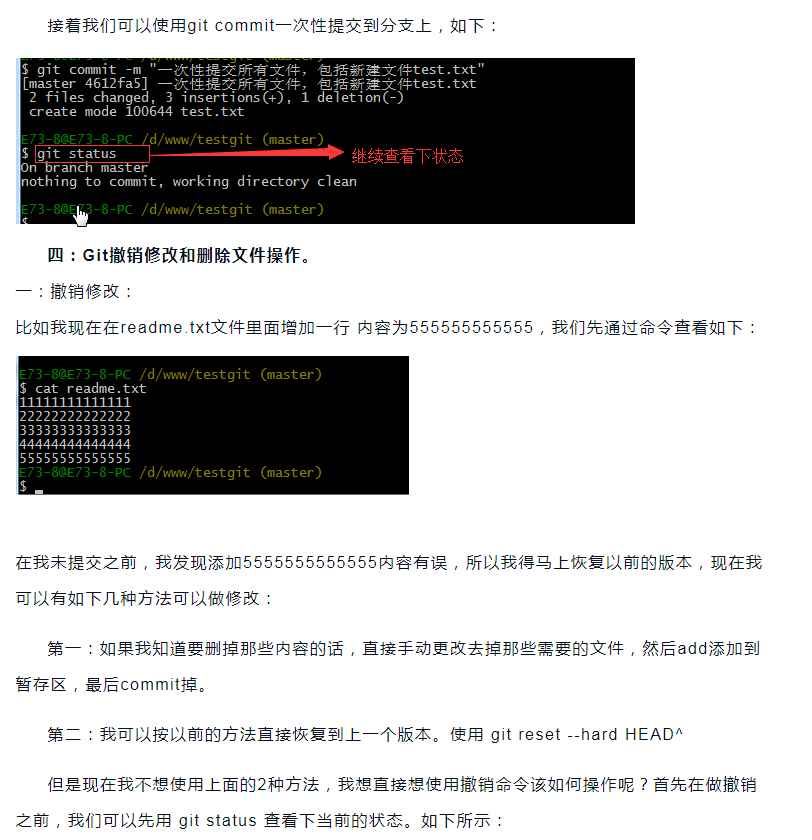 接着我们可以使用git commit一次性提交到分支上，如下：
$ git commit -m "一次性提交所有文件，包括新建文件test.txt"
[master 4612fa5] 一次性提交所有文件，包括新建文件test.txt
2 files changed, 3 insertions(+), 1 deletion(-)
create mode 100644 test.txt
E73-8@E73-8-PC /d/www/testgit (master)
$ git status
继续查看下状态
On branch master
nothing to commit, working directory clean
E73-8@E73-8-PC /d/www/testgit (master)
$
四：Git撤销修改和删除文件操作。
一：撤销修改：
比如我现在在readme.txt文件里面增加一行 内容为555555555555，我们先通过命令查看如下：
E73-8@E73-8-PC /d/www/testgit (master)
$ cat readme.txt
11111111111111
22222222222222
33333333333333
44444444444444
55555555555555
E73-8@E73-8-PC /d/www/testgit (master)
$
在我未提交之前，我发现添加5555555555555内容有误，所以我得马上恢复以前的版本，现在我
可以有如下几种方法可以做修改：
第一：如果我知道要删掉那些内容的话，直接手动更改去掉那些需要的文件，然后add添加到
暂存区，最后commit掉。
第二：我可以按以前的方法直接恢复到上一个版本。使用 git reset --hard HEAD^
但是现在我不想使用上面的2种方法，我想直接想使用撤销命令该如何操作呢？首先在做撤销
之前，我们可以先用 git status 查看下当前的状态。如下所示：